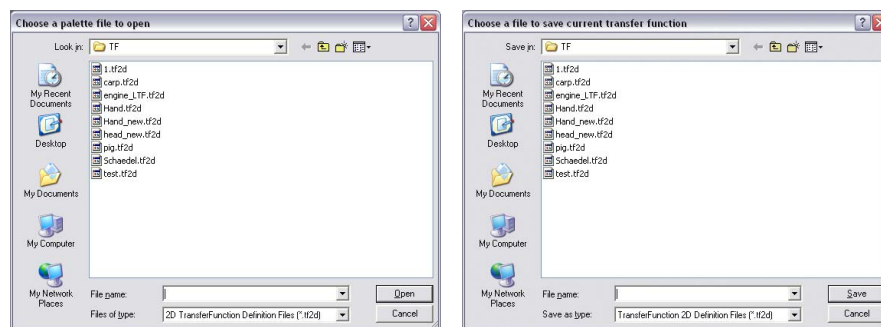 Choose a palette file to open
Look in:
TF
My Recent Documents
Desktop
My Documents
My Computer
My Network Places
1.tf2d
carp.tf2d
engine_LTF.tf2d
Hand.tf2d
Hand_new.tf2d
head_new.tf2d
pig.tf2d
Schaedel.tf2d
test.tf2d
File name:
Open
Files of type:
2D TransferFunction Definition Files (*.tf2d)
Cancel
Choose a file to save current transfer function
Save in:
TF
My Recent Documents
Desktop
My Documents
My Computer
My Network Places
1.tf2d
carp.tf2d
engine_LTF.tf2d
Hand.tf2d
Hand_new.tf2d
head_new.tf2d
pig.tf2d
Schaedel.tf2d
test.tf2d
File name:
Save
Save as type:
TransferFunction 2D Definition Files (*.tf2d)
Cancel